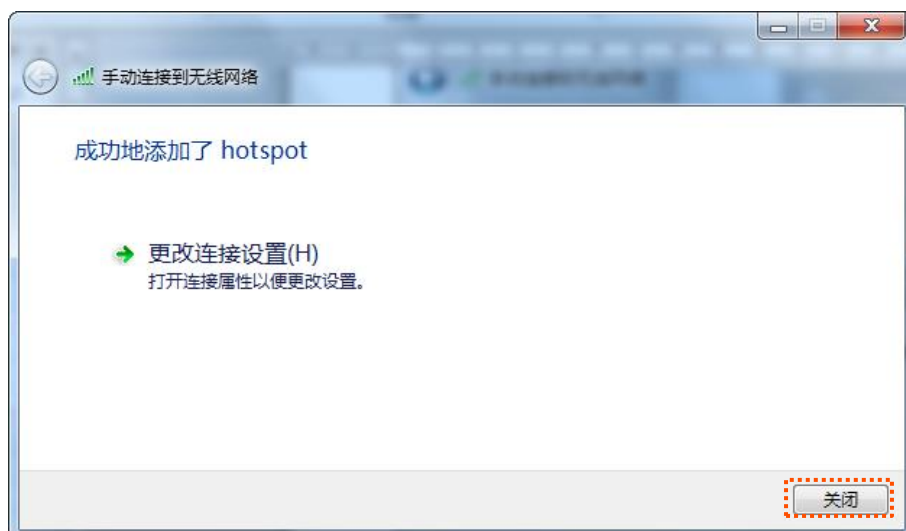 手动连接到无线网络
成功地添加了 hotspot
更改连接设置(H)
打开连接属性以便更改设置。
关闭